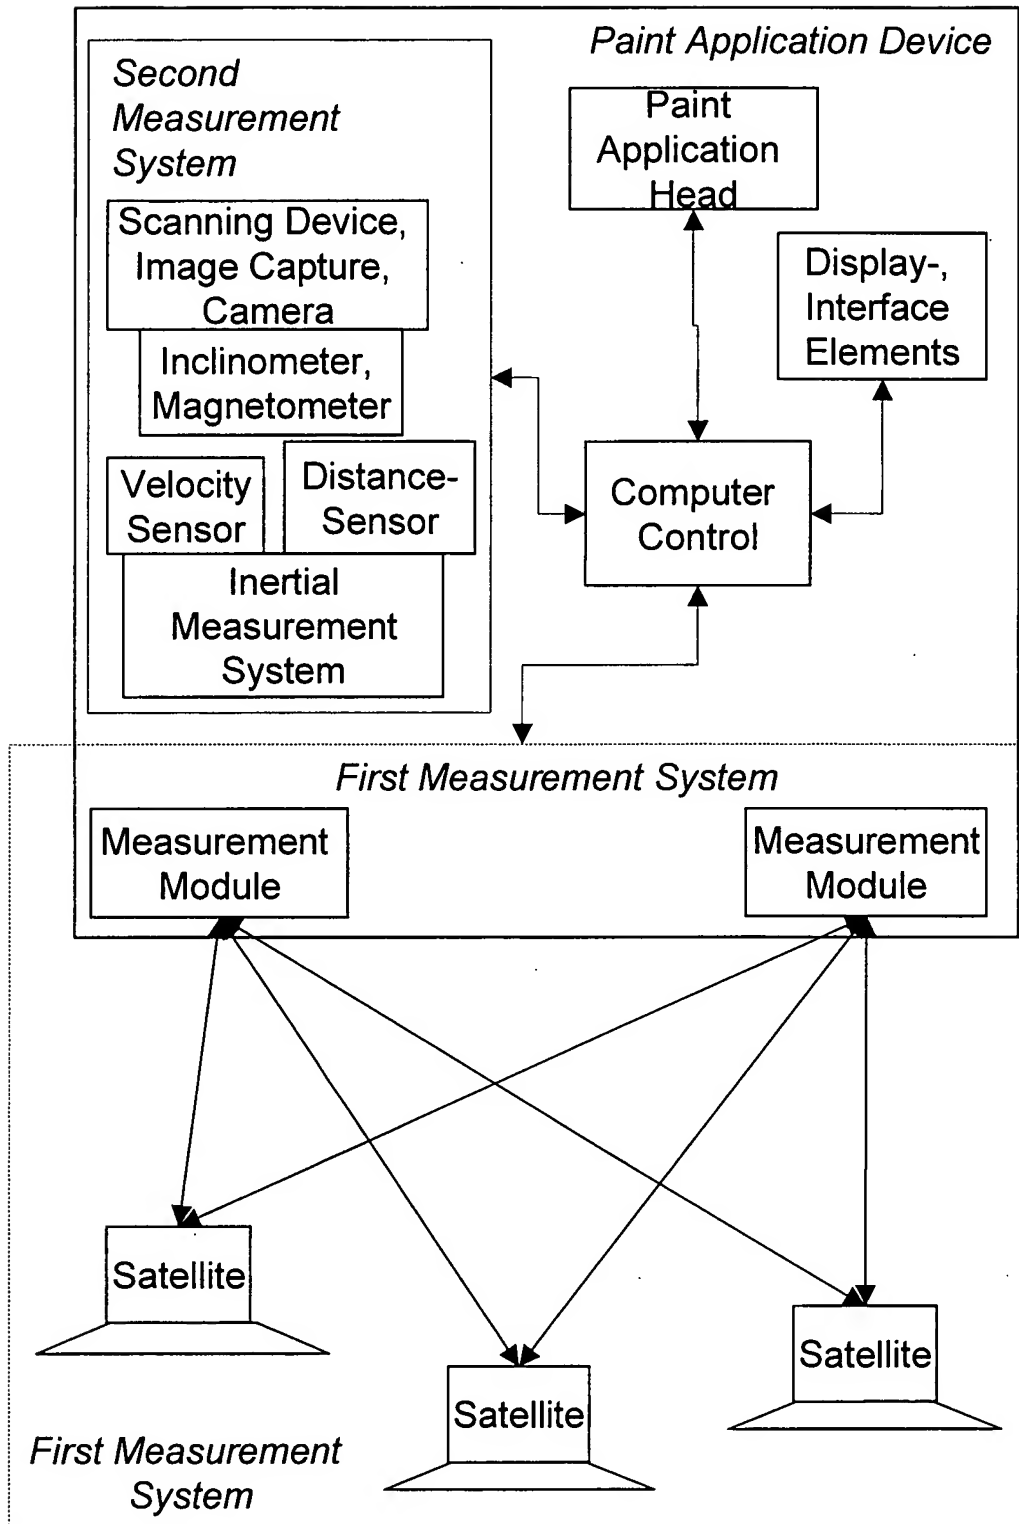 Paint Application Device
Second
Measurement
System
Paint
Application
Head
Scanning Device,
Image Capture,
Camera
Display-,
Interface
Elements
Inclinometer,
Magnetometer
Velocity
Sensor
Distance-
Sensor
Computer
Control
Inertial
Measurement
System
First Measurement System
Measurement
Module
Measurement
Module
Satellite
Satellite
Satellite
First Measurement
System